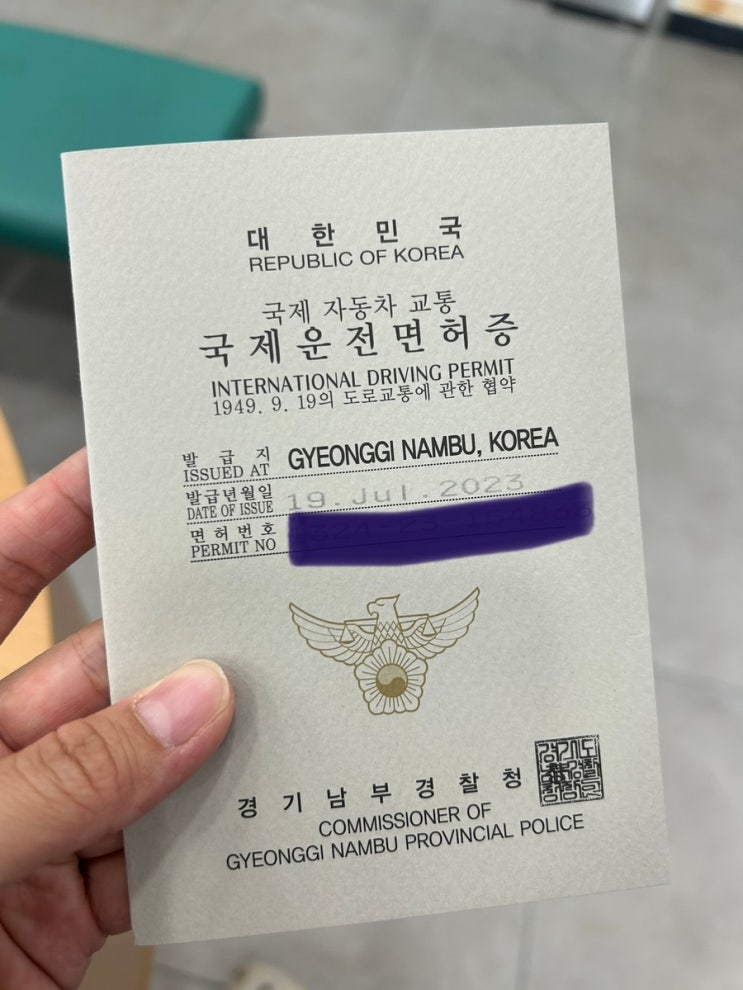 대 한 민 국
REPUBLIC OF KOREA
국제 자동차 교통
국제운전면허증
INTERNATIONAL DRIVING PERMIT
1949. 9. 19의 도로교통에 관한 협약
발 급 지
ISSUED AT GYEONGGI NAMBU, KOREA
발급년월일
DATE OF ISSUE 19.Jul.2023
면허번호
PERMIT NO
경 기 남 부 경 찰 청
COMMISSIONER OF
GYEONGGI NAMBU PROVINCIAL POLICE